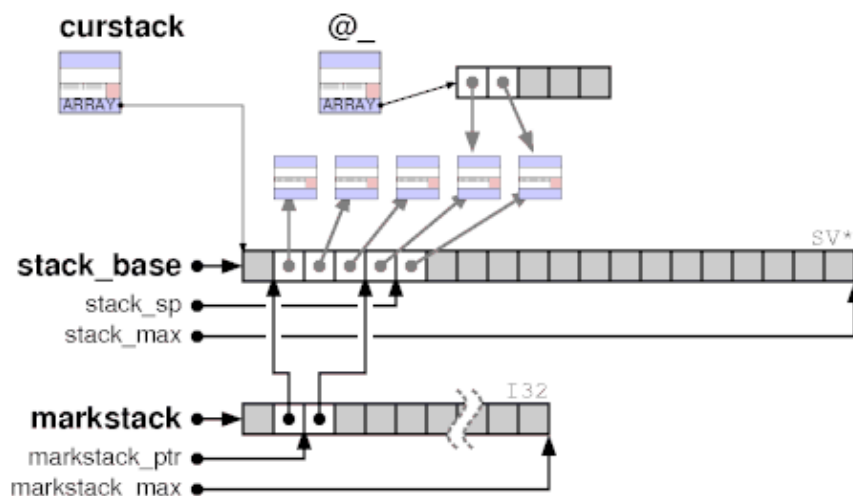 curstack @_
ARRAY ARRAY
SV*
stack_base
stack_sp
stack_max
I32
markstack
markstack_ptr
markstack_max